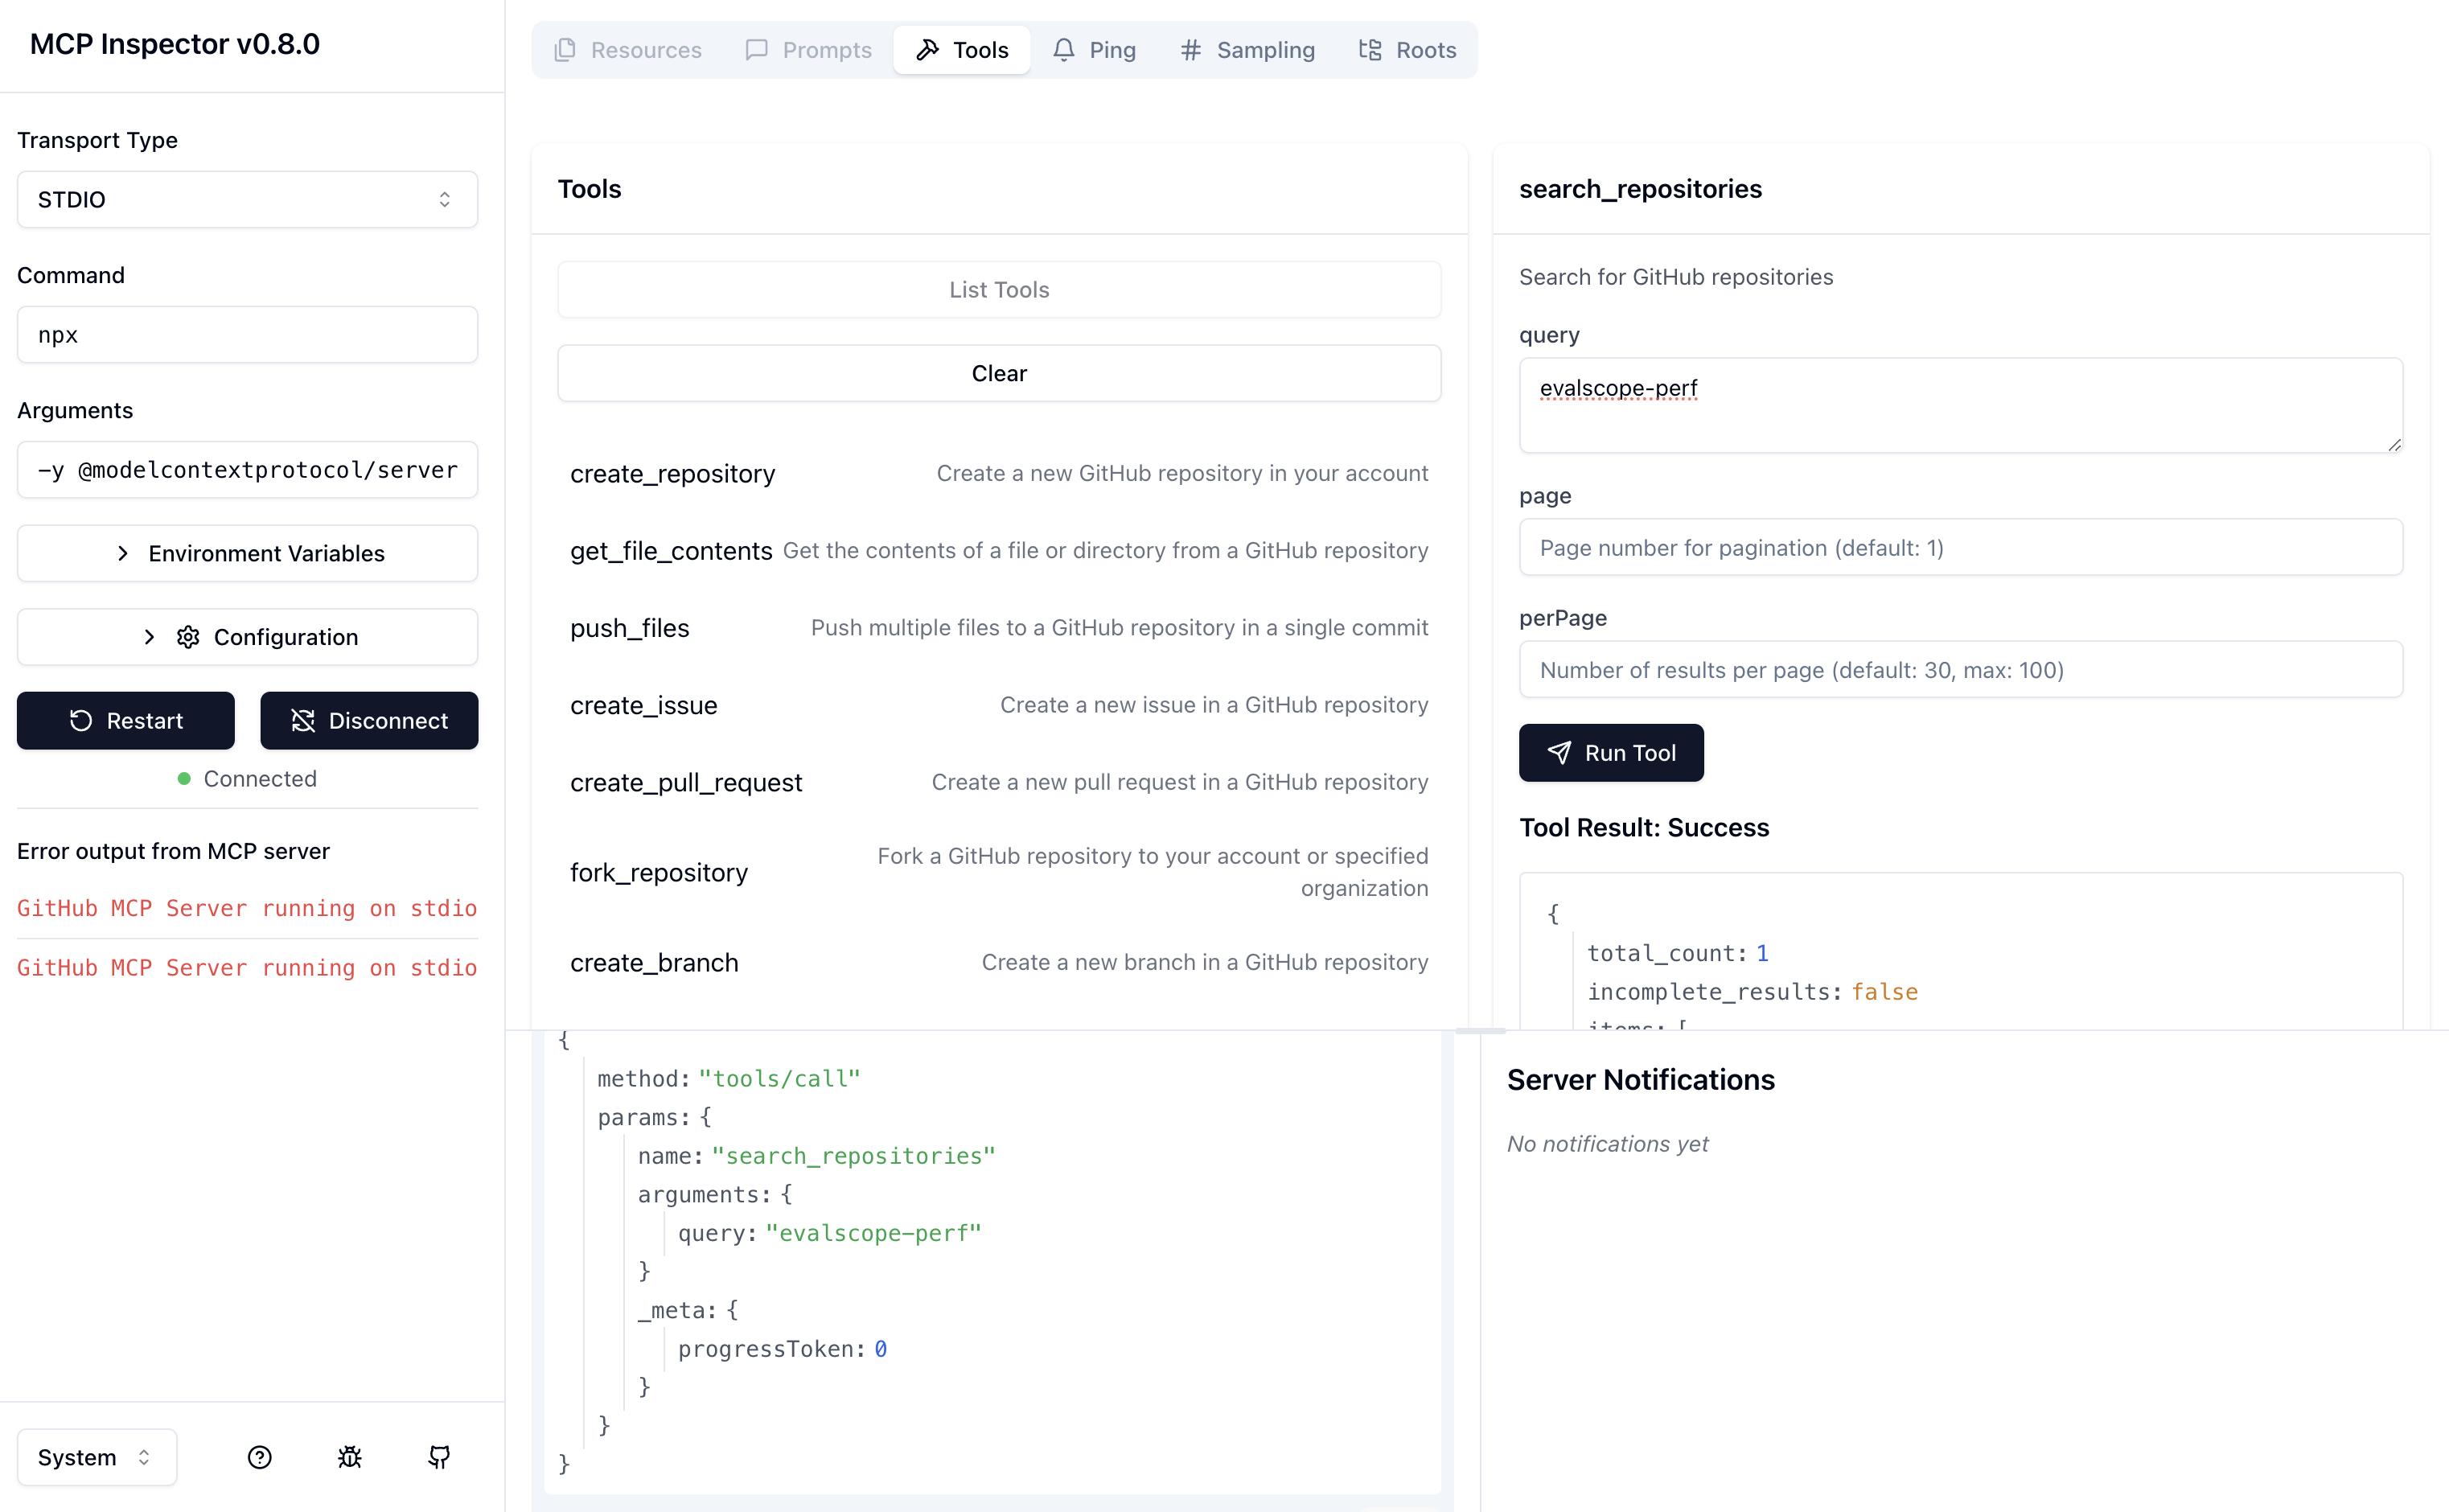 MCP Inspector v0.8.0
Transport Type
STDIO
Command
npx
Arguments
-y @modelcontextprotocol/server
Environment Variables
Configuration
Restart
Disconnect
Connected
Error output from MCP server
GitHub MCP Server running on stdio
GitHub MCP Server running on stdio
System
Resources
Prompts
Tools
Ping
Sampling
Roots
Tools
List Tools
Clear
create_repository Create a new GitHub repository in your account
get_file_contents Get the contents of a file or directory from a GitHub repository
push_files Push multiple files to a GitHub repository in a single commit
create_issue Create a new issue in a GitHub repository
create_pull_request Create a new pull request in a GitHub repository
fork_repository Fork a GitHub repository to your account or specified
organization
create_branch Create a new branch in a GitHub repository
search_repositories
Search for GitHub repositories
query
evalscope-perf
page
Page number for pagination (default: 1)
perPage
Number of results per page (default: 30, max: 100)
Run Tool
Tool Result: Success
{
total_count: 1
incomplete_results: false
items: [
{
method: "tools/call"
params: {
name: "search_repositories"
arguments: {
query: "evalscope-perf"
}
_meta: {
progressToken: 0
}
}
}
Server Notifications
No notifications yet